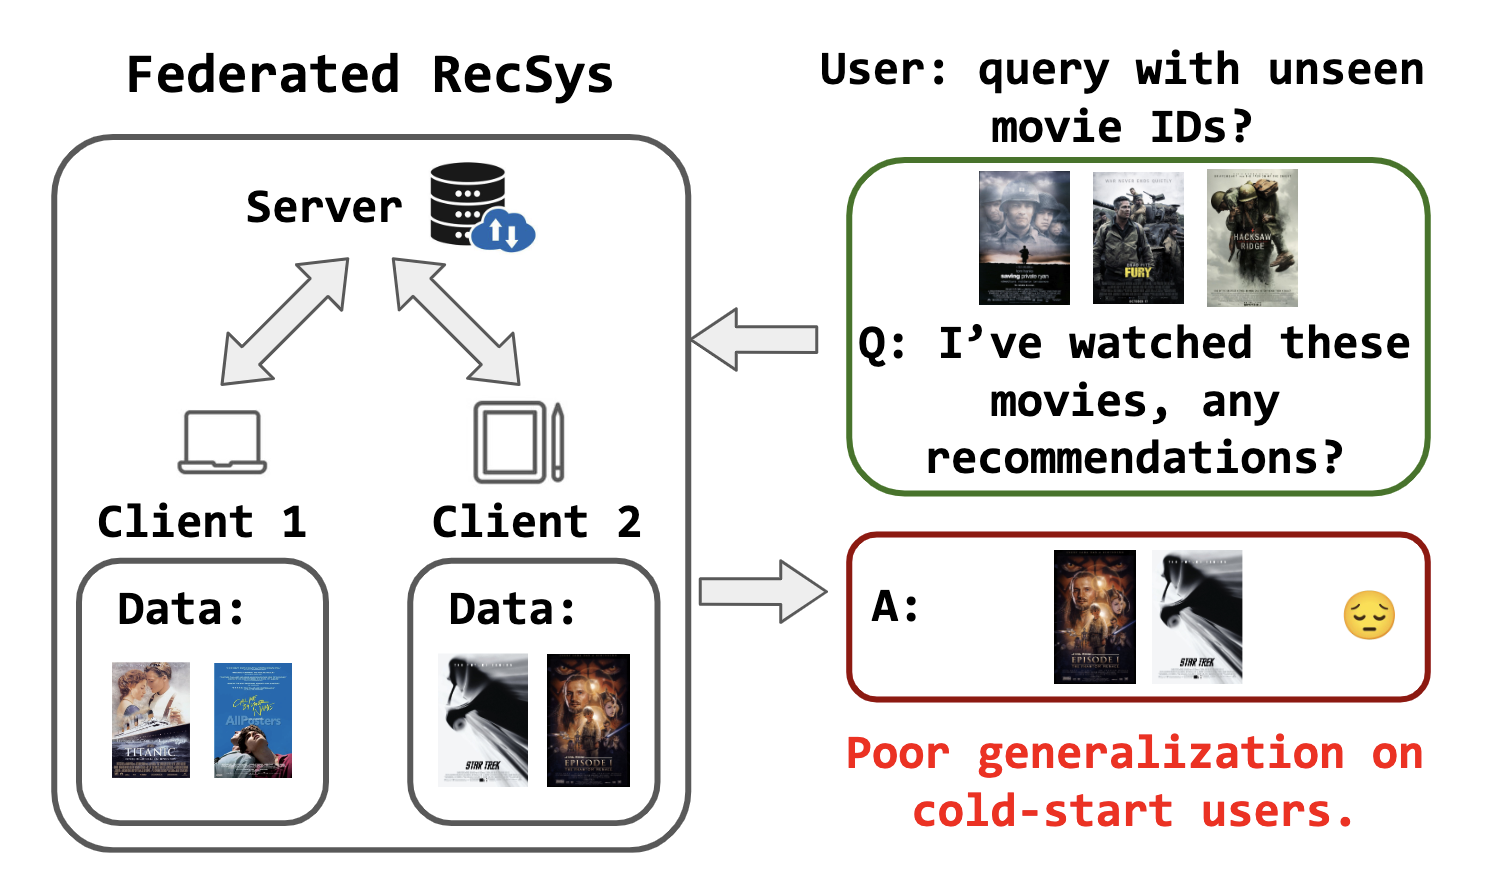 Federated RecSys
Server
Client 1
Client 2
Data:
TITANIC
AllPosters
Data:
STAR TREK
EPISODE I
User: query with unseen
movie IDs?
saving private ryan
FURY
HACKSAW
RIDGE
Q: I’ve watched these
movies, any
recommendations?
A:
EPISODE I
STAR TREK
Poor generalization on
cold-start users.